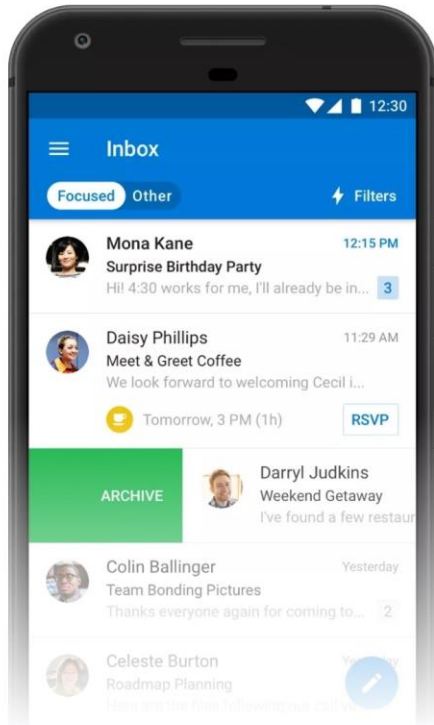 12:30
Inbox
Focused Other Filters
Mona Kane 12:15 PM
Surprise Birthday Party
Hi! 4:30 works for me, I'll already be in... 3
Daisy Phillips 11:29 AM
Meet & Greet Coffee
We look forward to welcoming Cecil i...
Tomorrow, 3 PM (1h) RSVP
ARCHIVE Darryl Judkins
Weekend Getaway
I've found a few restaur
Colin Ballinger Yesterday
Team Bonding Pictures
Thanks everyone again for coming to... 2
Celeste Burton
Roadmap Planning